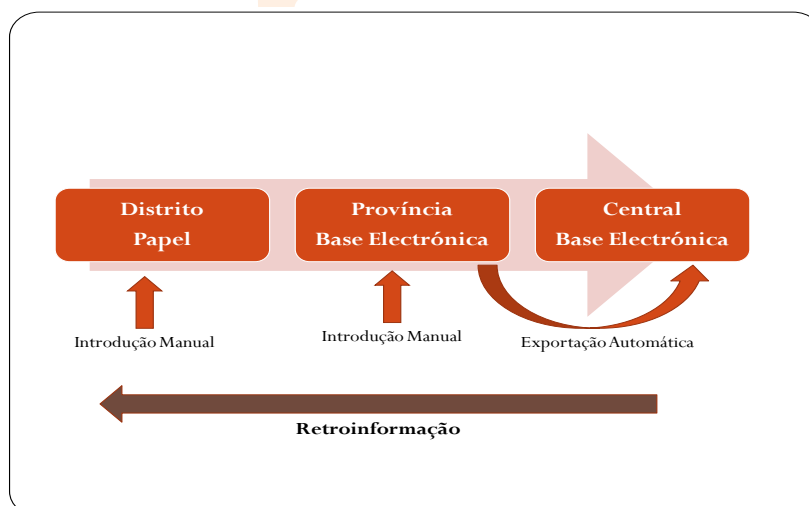 Distrito
Papel
Província
Base Electrónica
Central
Base Electrónica
Introdução Manual
Introdução Manual
Exportação Automática
Retroinformação